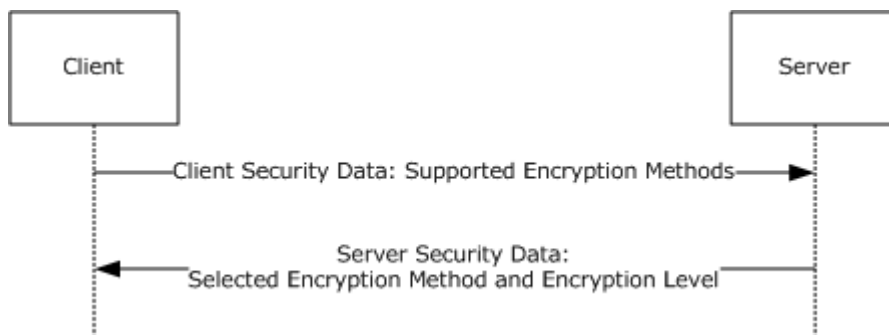 Client
Server
Client Security Data: Supported Encryption Methods
Server Security Data:
Selected Encryption Method and Encryption Level